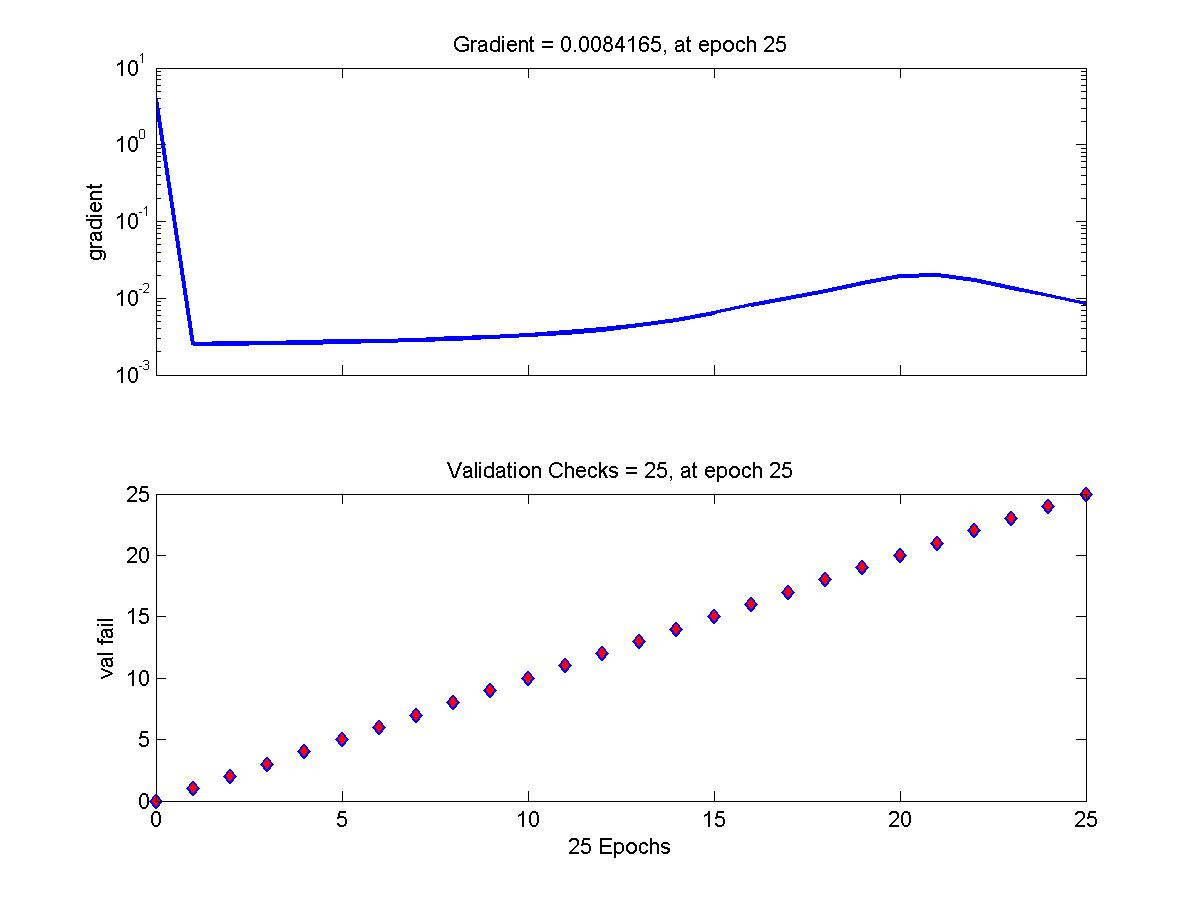 Gradient = 0.0084165, at epoch 25
10^1
10^0
10^-1
10^-2
10^-3
gradient
Validation Checks = 25, at epoch 25
25
20
15
10
5
0
val fail
0 5 10 15 20 25
25 Epochs